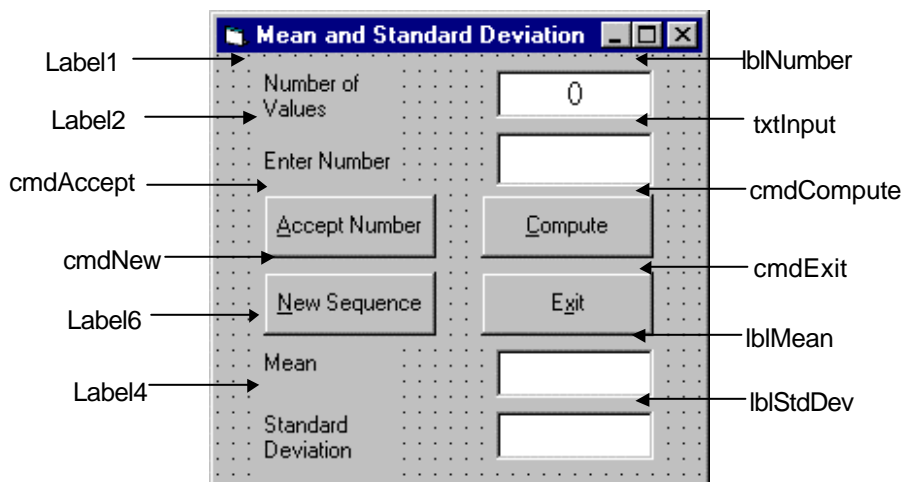 Mean and Standard Deviation
Label1
lblNumber
Number of
Values
0
Label2
txtInput
Enter Number
cmdAccept
cmdCompute
Accept Number
Compute
cmdNew
cmdExit
New Sequence
Exit
Label6
lblMean
Mean
Label4
lblStdDev
Standard
Deviation